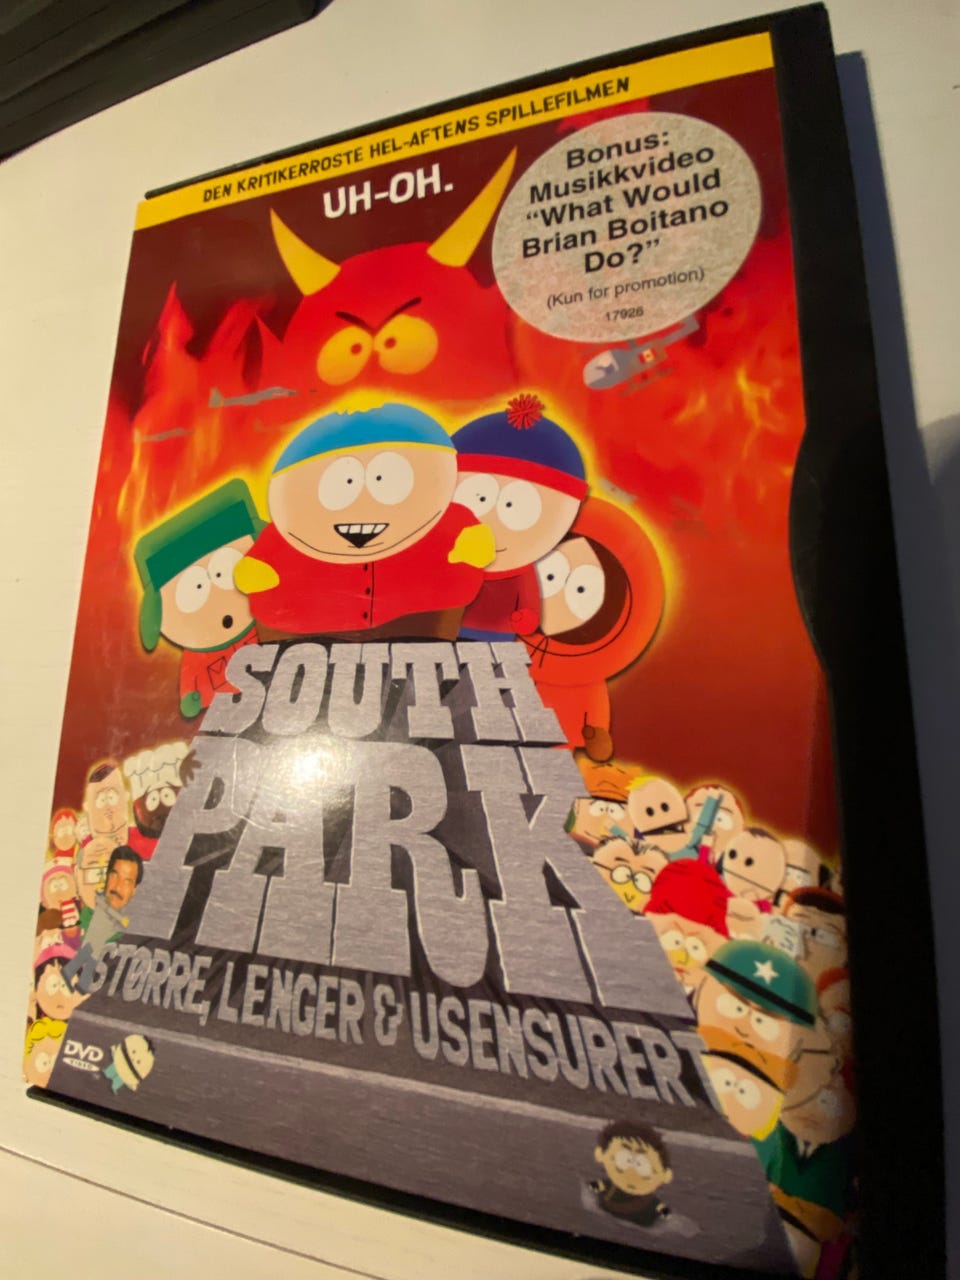 DEN KRITIKERROSTE HEL-AFTENS SPILLEFILMEN
UH-OH.
Bonus:
Musikkvideo
"What Would
Brian Boitano
Do?"
(Kun for promotion)
17926
SOUTH
PARK
STØRRE, LENGER & USENSURERT
DVD
VIDEO